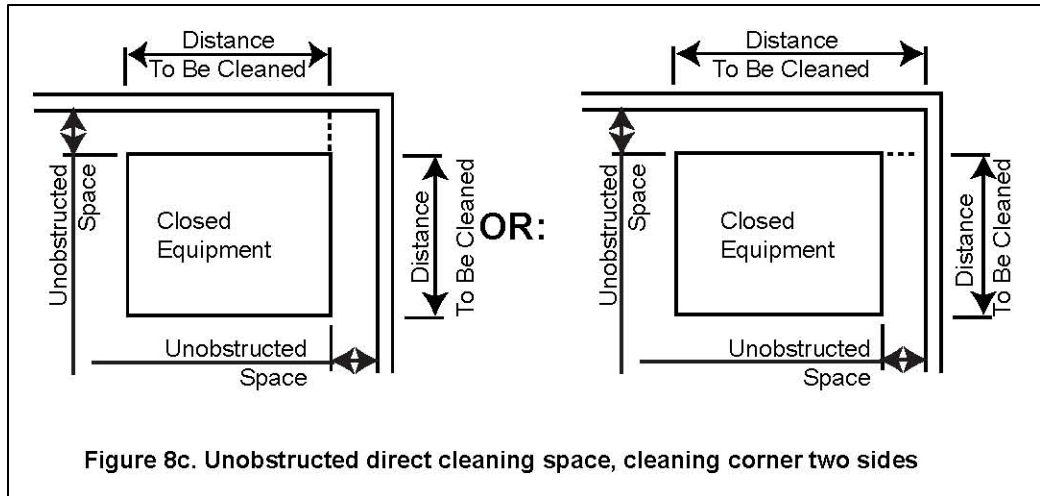 Distance
To Be Cleaned
Unobstructed
Space
Closed
Equipment
Distance
To Be Cleaned
Unobstructed
Space
OR:
Distance
To Be Cleaned
Unobstructed
Space
Closed
Equipment
Distance
To Be Cleaned
Unobstructed
Space
Figure 8c. Unobstructed direct cleaning space, cleaning corner two sides